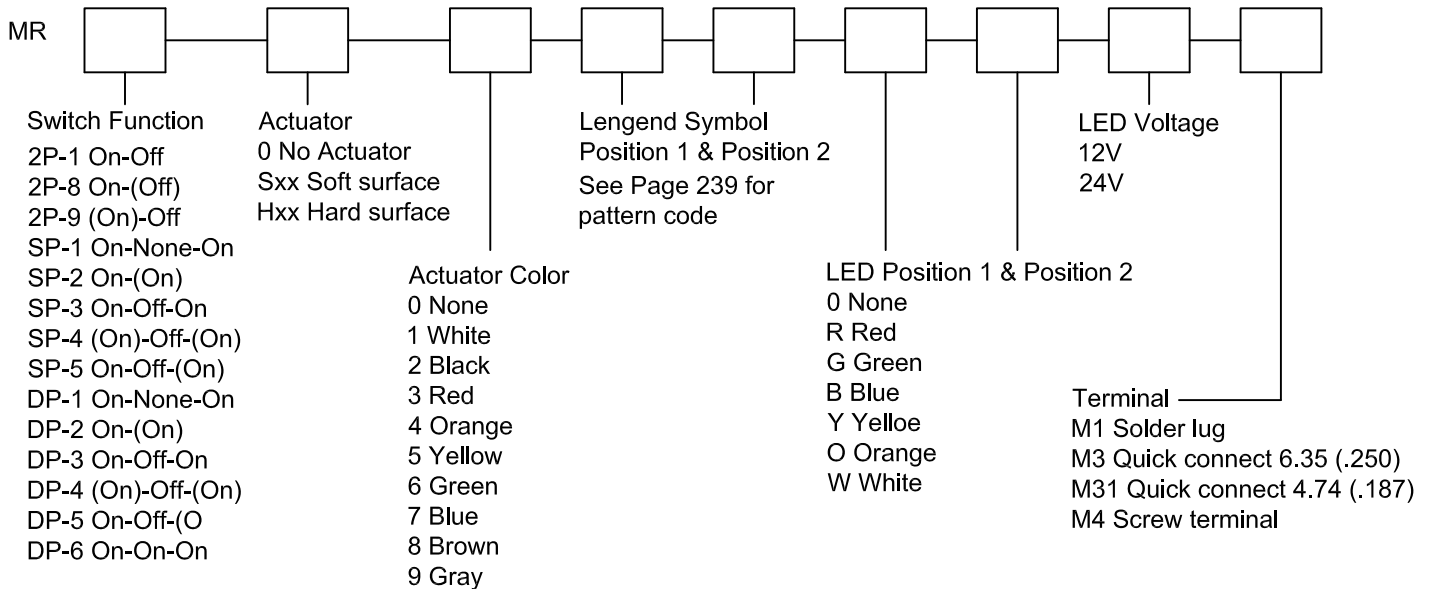 MR
Switch Function
2P-1 On-Off
2P-8 On-(Off)
2P-9 (On)-Off
SP-1 On-None-On
SP-2 On-(On)
SP-3 On-Off-On
SP-4 (On)-Off-(On)
SP-5 On-Off-(On)
DP-1 On-None-On
DP-2 On-(On)
DP-3 On-Off-On
DP-4 (On)-Off-(On)
DP-5 On-Off-(O
DP-6 On-On-On
Actuator
0 No Actuator
Sxx Soft surface
Hxx Hard surface
Actuator Color
0 None
1 White
2 Black
3 Red
4 Orange
5 Yellow
6 Green
7 Blue
8 Brown
9 Gray
Lengend Symbol
Position 1 & Position 2
See Page 239 for
pattern code
LED Position 1 & Position 2
0 None
R Red
G Green
B Blue
Y Yelloe
O Orange
W White
LED Voltage
12V
24V
Terminal
M1 Solder lug
M3 Quick connect 6.35 (.250)
M31 Quick connect 4.74 (.187)
M4 Screw terminal